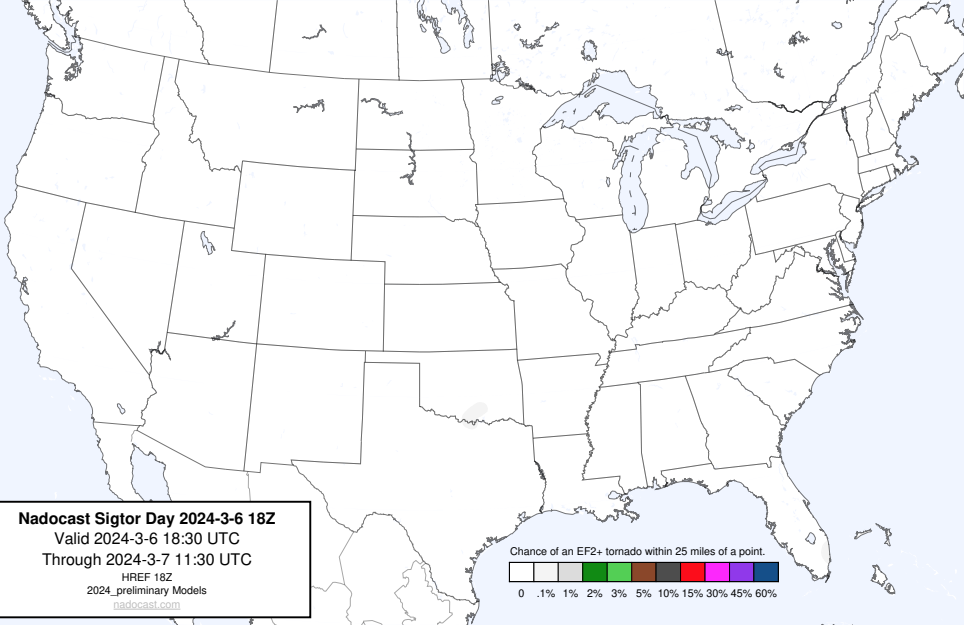 Nadocast Sigtor Day 2024-3-6 18Z
Valid 2024-3-6 18:30 UTC
Through 2024-3-7 11:30 UTC
HREF 18Z
2024_preliminary Models
nadocast.com
Chance of an EF2+ tornado within 25 miles of a point.
0 .1% 1% 2% 3% 5% 10% 15% 30% 45% 60%